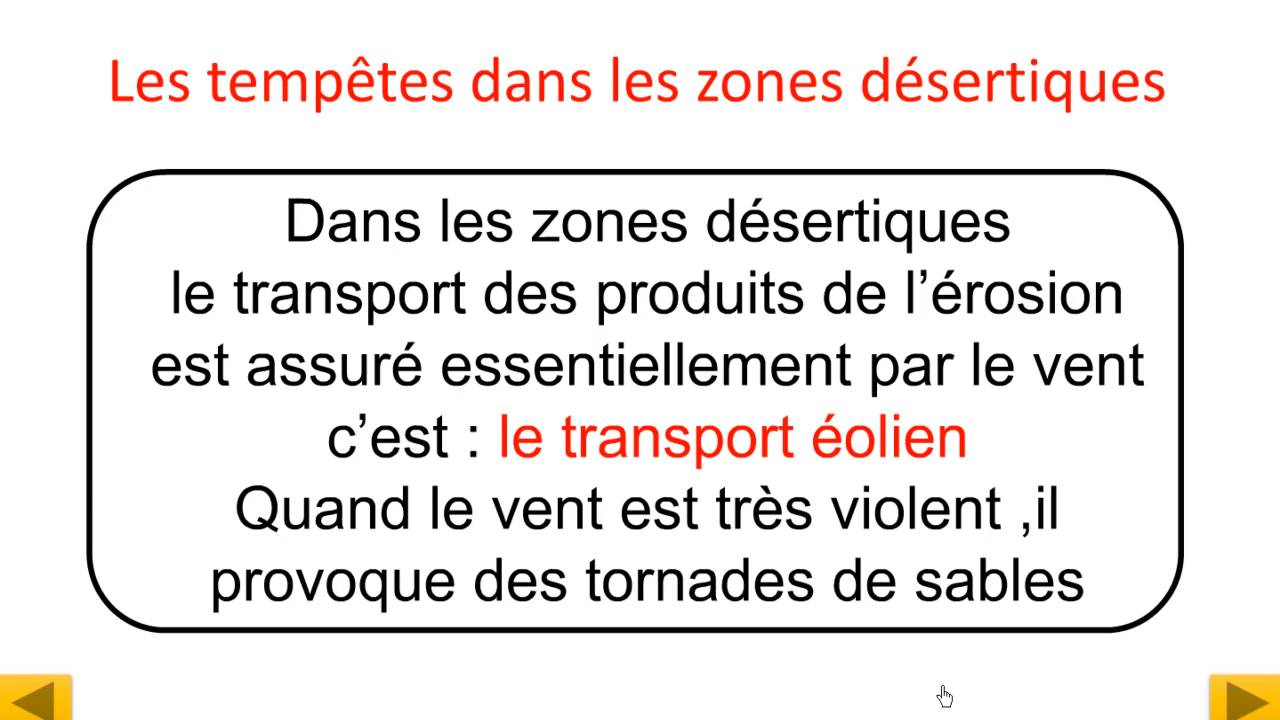 Les tempêtes dans les zones désertiques
Dans les zones désertiques
le transport des produits de l’érosion
est assuré essentiellement par le vent
c’est : le transport éolien
Quand le vent est très violent ,il
provoque des tornades de sables